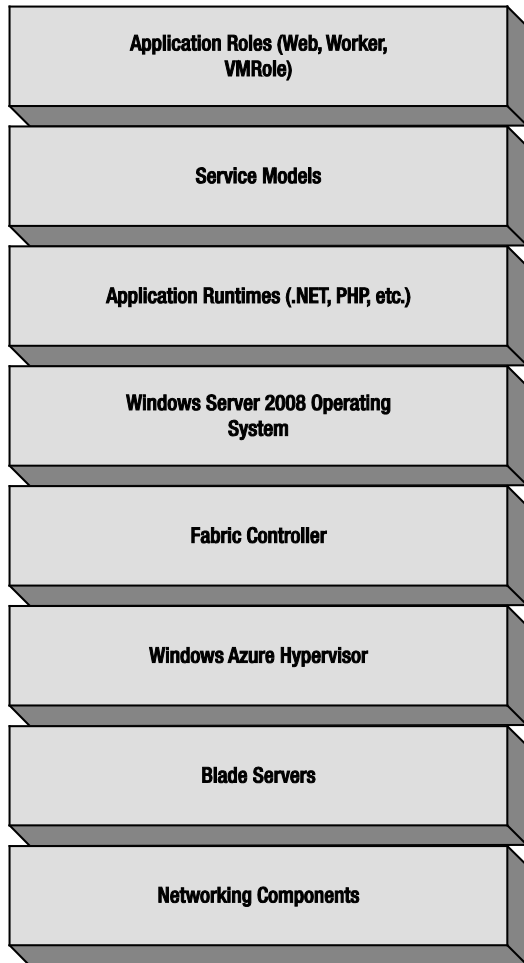 Application Roles (Web, Worker,
VMRole)
Service Models
Application Runtimes (.NET, PHP, etc.)
Windows Server 2008 Operating
System
Fabric Controller
Windows Azure Hypervisor
Blade Servers
Networking Components